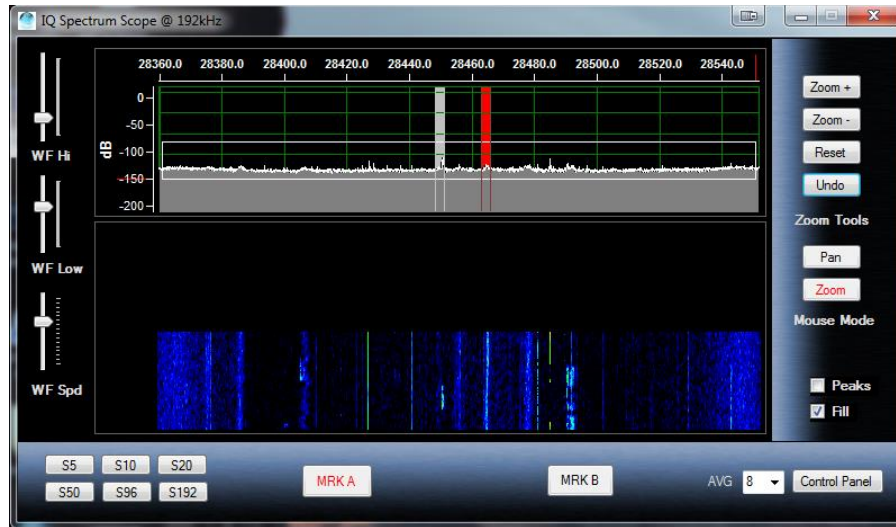 IQ Spectrum Scope @ 192kHz
28360.0 28380.0 28400.0 28420.0 28440.0 28460.0 28480.0 28500.0 28520.0 28540.0
0
-50
dB
-100
-150
-200
WF Hi
WF Low
WF Spd
Zoom +
Zoom -
Reset
Undo
Zoom Tools
Pan
Zoom
Mouse Mode
Peaks
Fill
S5 S10 S20
S50 S96 S192
MRK A
MRK B
AVG 8
Control Panel